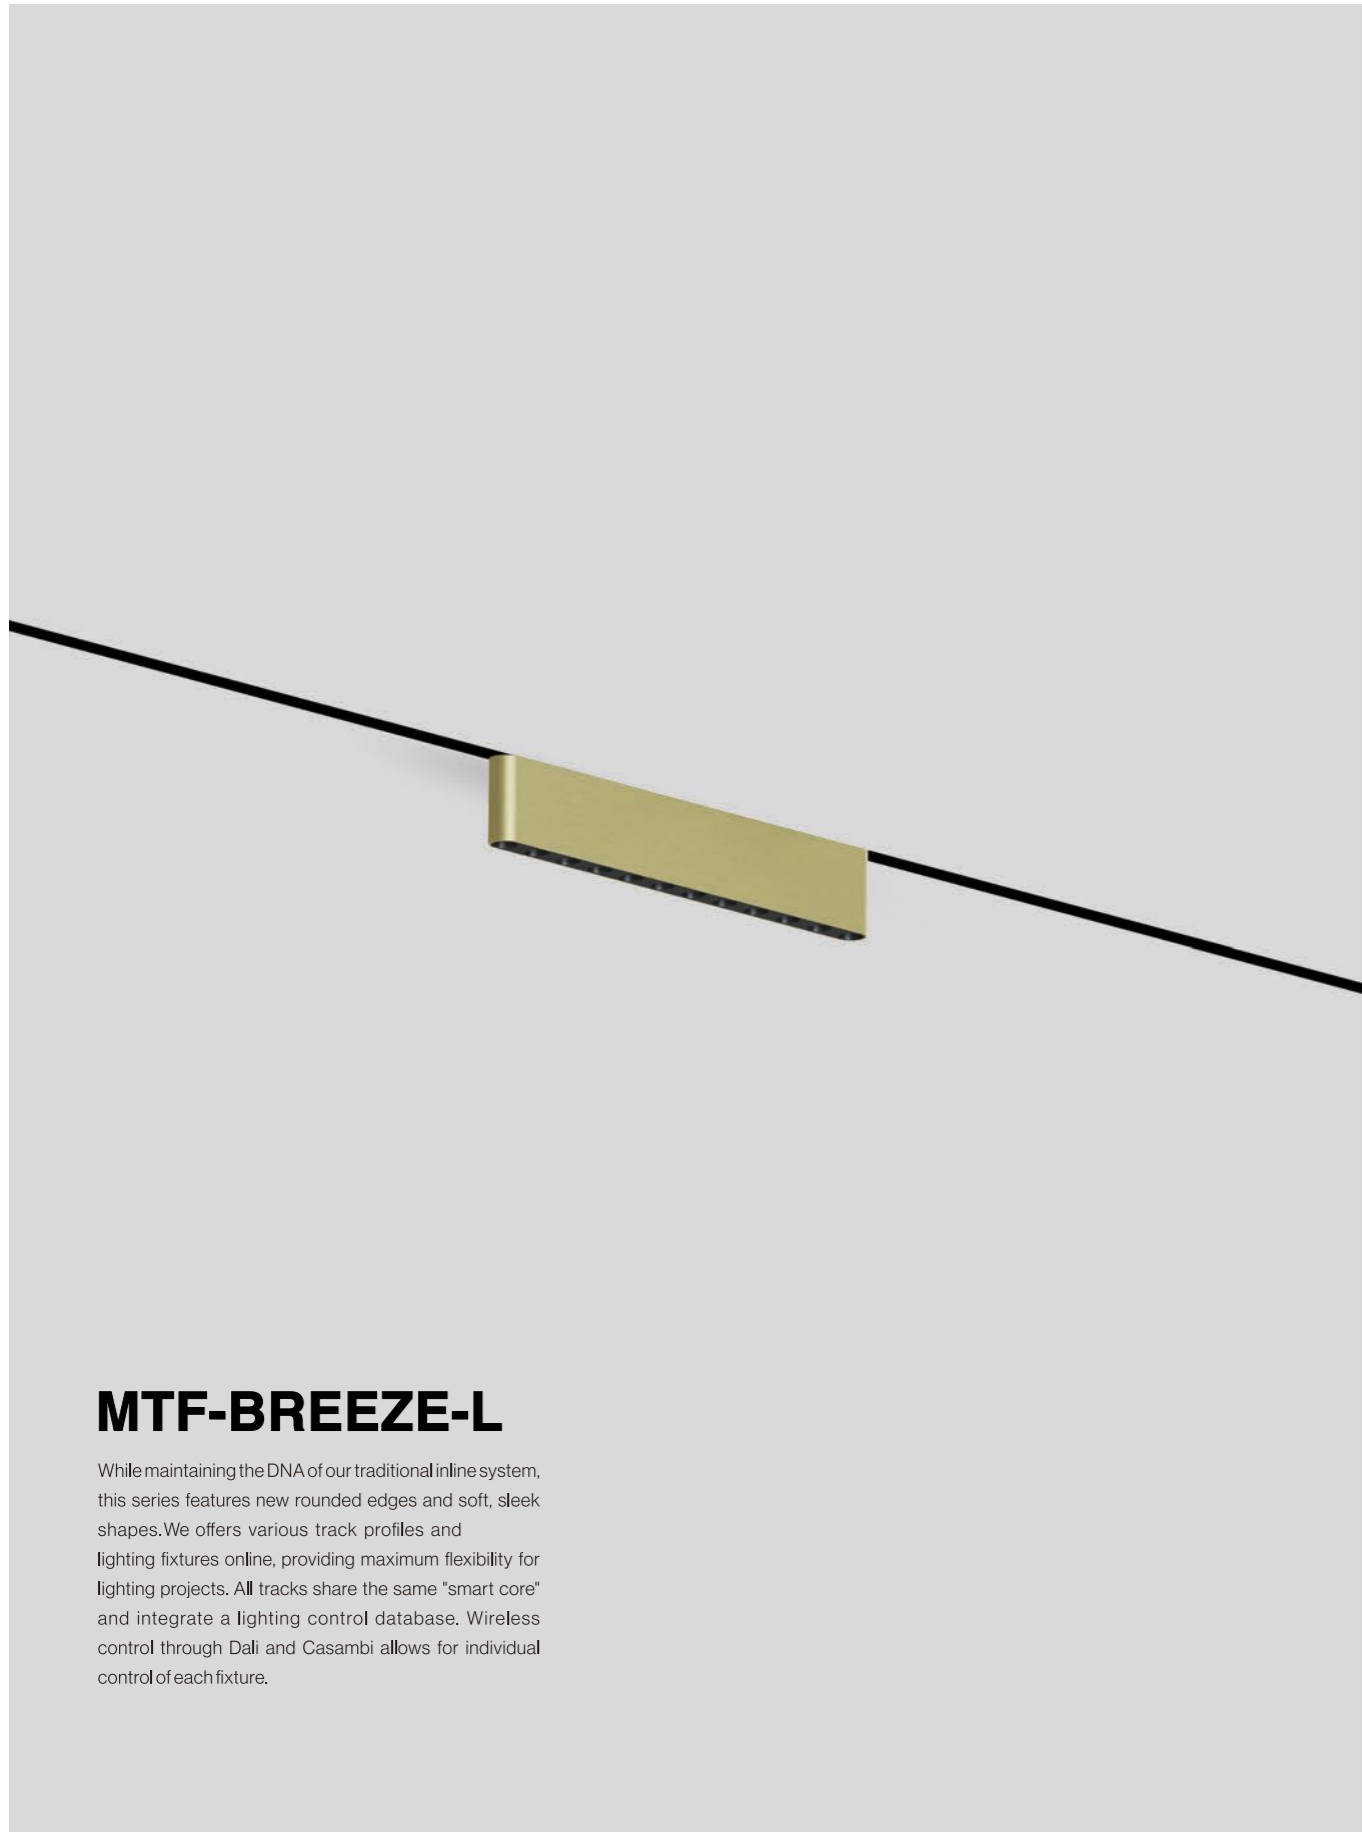 MTF-BREEZE-L
While maintaining the DNA of our traditional inline system,
this series features new rounded edges and soft, sleek
shapes.We offers various track profiles and
lighting fixtures online, providing maximum flexibility for
lighting projects. All tracks share the same "smart core"
and integrate a lighting control database. Wireless
control through Dali and Casambi allows for individual
control of each fixture.